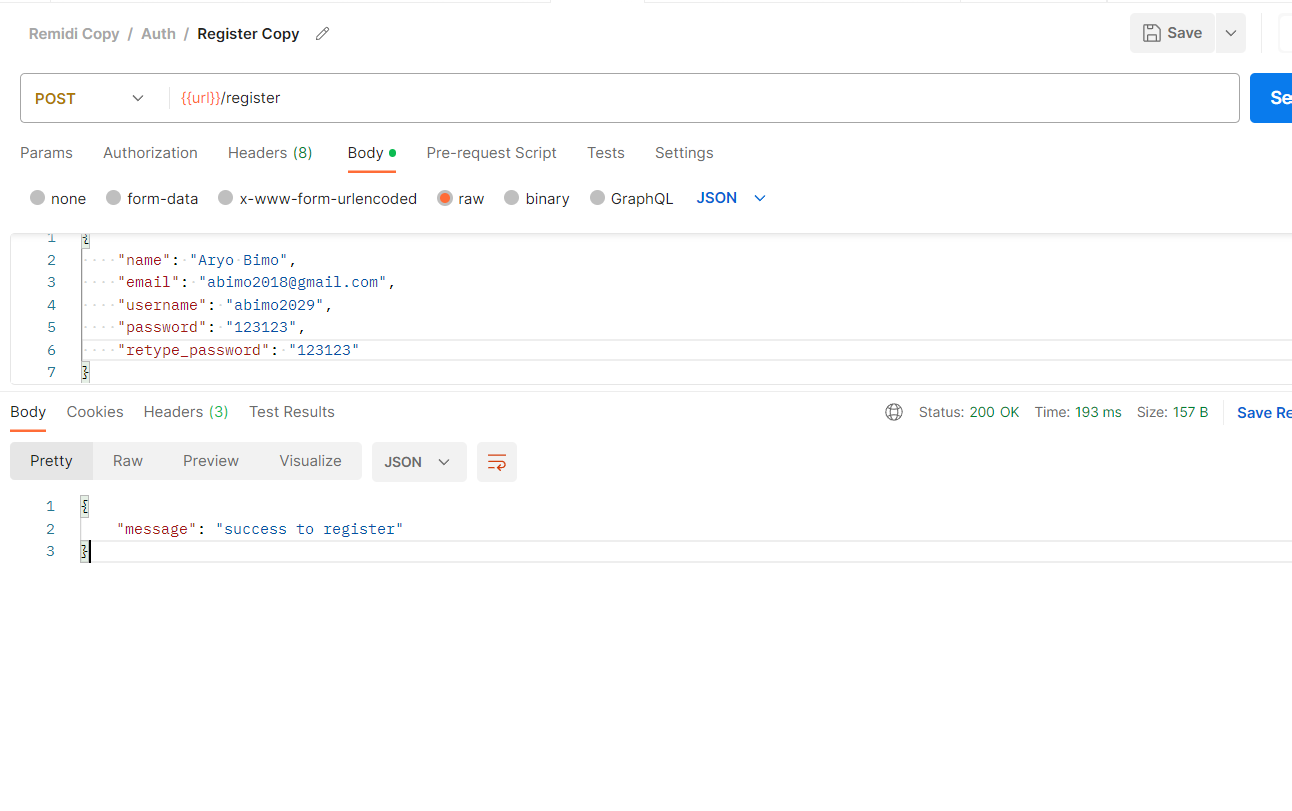 Remidi Copy / Auth / Register Copy
Save
POST {{url}}/register
Se
Params Authorization Headers (8) Body Pre-request Script Tests Settings
none form-data x-www-form-urlencoded raw binary GraphQL JSON
1 {
2 "name": "Aryo Bimo",
3 "email": "abimo2018@gmail.com",
4 "username": "abimo2029",
5 "password": "123123",
6 "retype_password": "123123"
7 }
Body Cookies Headers (3) Test Results Status: 200 OK Time: 193 ms Size: 157 B Save Re
Pretty Raw Preview Visualize JSON
1 {
2 "message": "success to register"
3 }